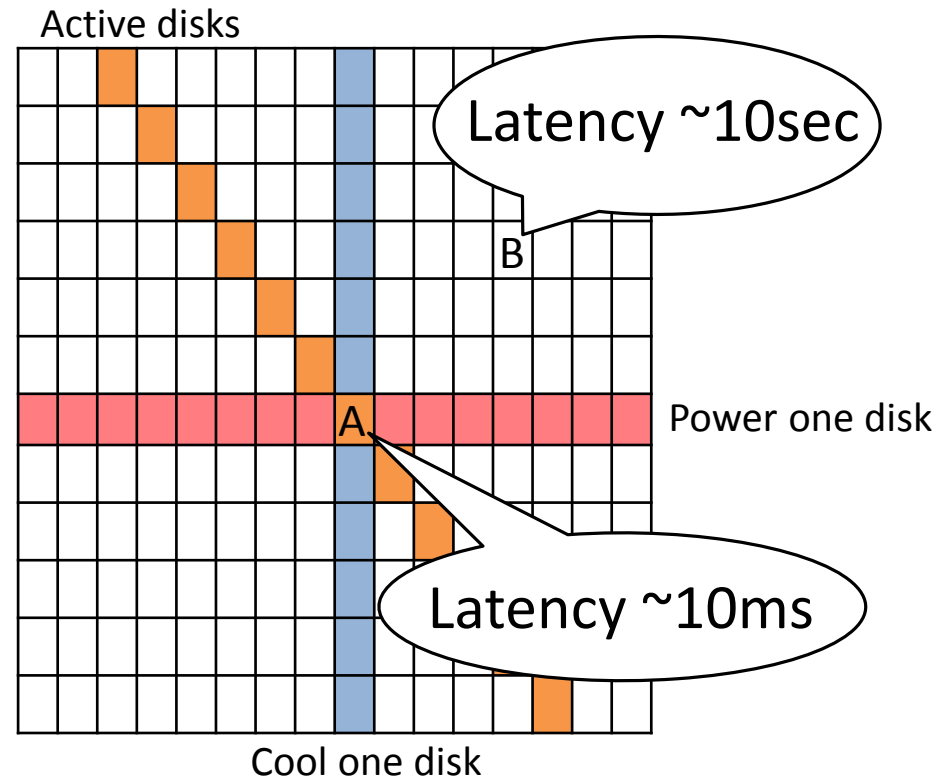 Active disks
Latency ~10sec
B
A
Power one disk
Latency ~10ms
Cool one disk